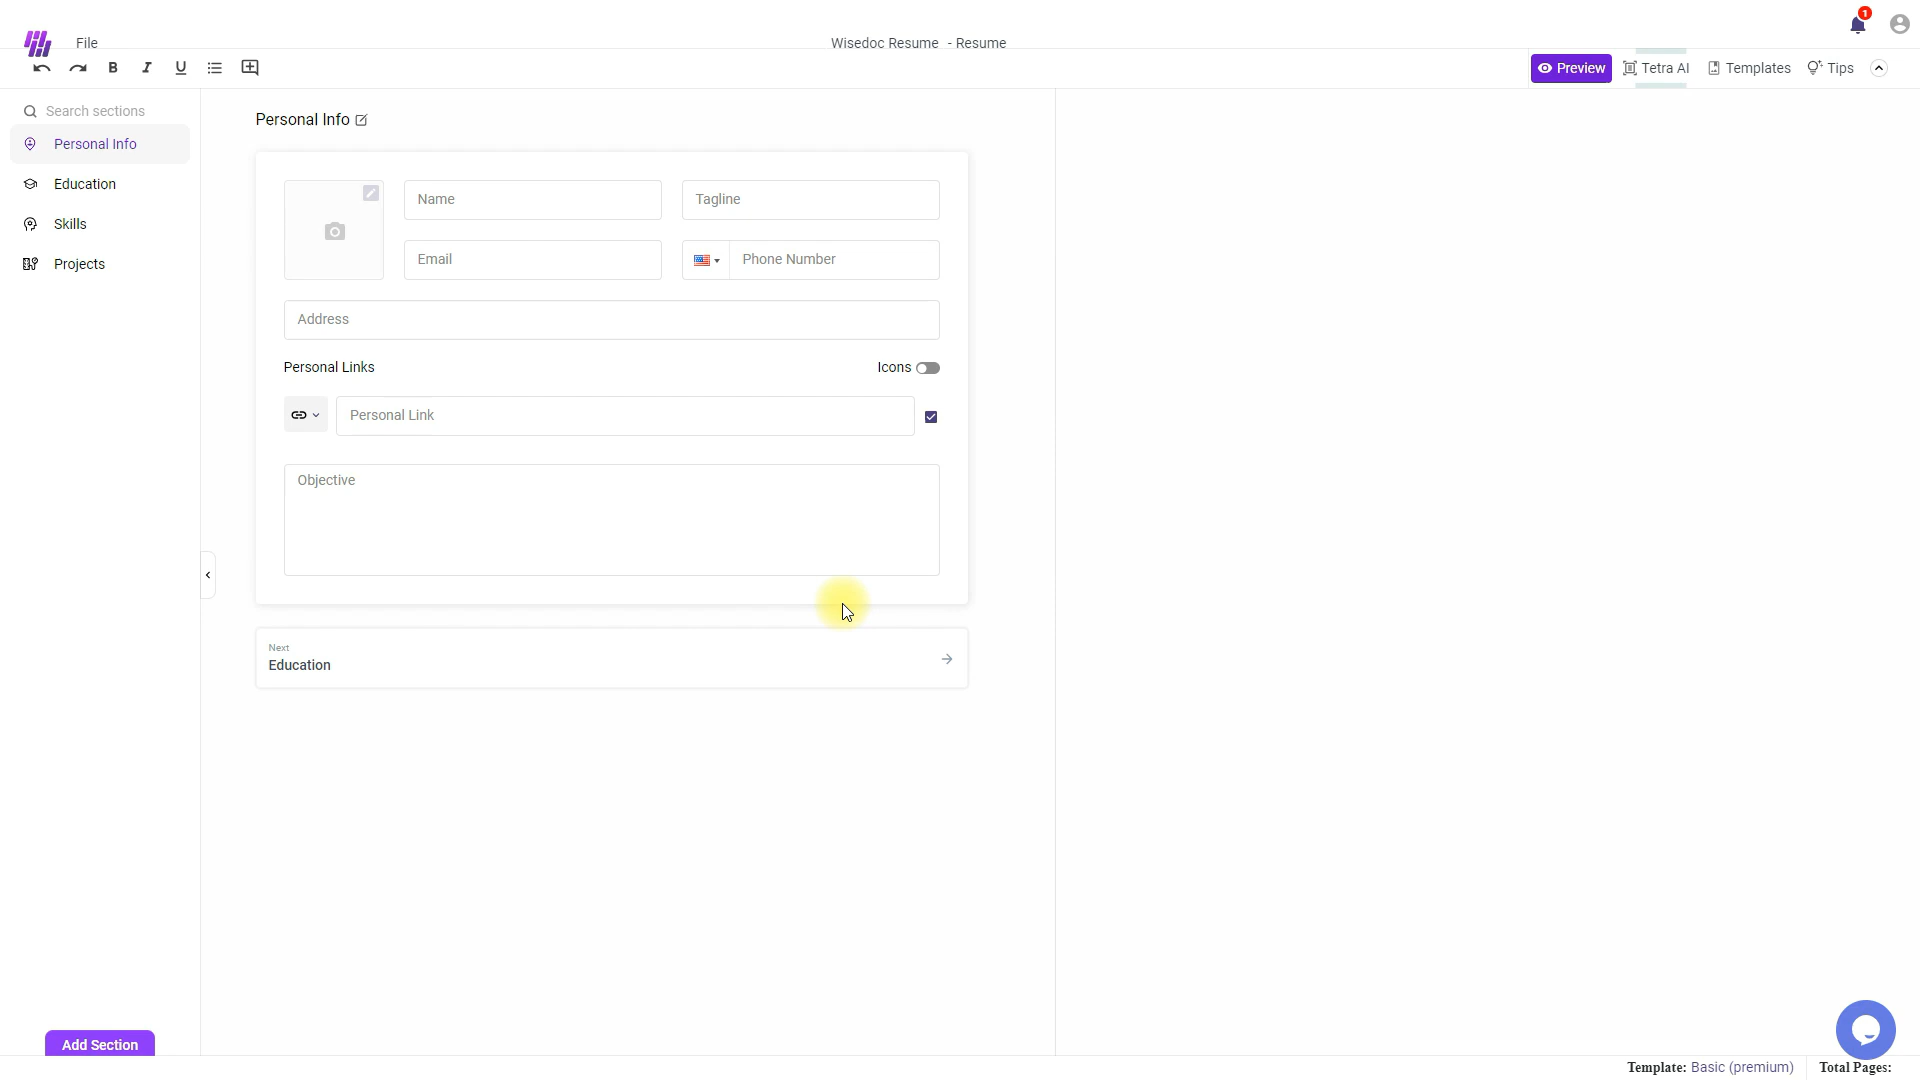 1
File
Wisedoc Resume - Resume
B I U
Preview
Tetra AI
Templates
Tips
Search sections
Personal Info
Education
Skills
Projects
Add Section
Personal Info
Name
Tagline
Email
Phone Number
Address
Personal Links
Icons
Personal Link
Objective
Next
Education
Template: Basic (premium)
Total Pages: